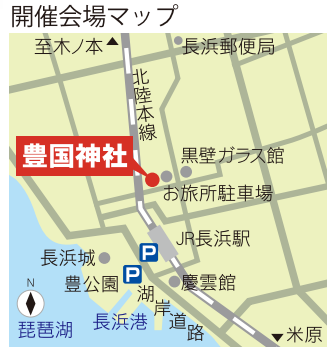 開催会場マップ
至木ノ本▲
長浜郵便局
北陸本線
豊国神社
黒壁ガラス館
お旅所駐車場
JR長浜駅
P
長浜城
P
豊公園
慶雲館
湖岸道路
N
長浜港
琵琶湖
▼米原